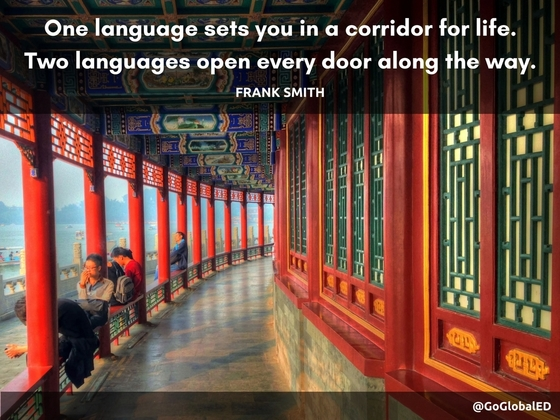 One language sets you in a corridor for life.
Two languages open every door along the way.
FRANK SMITH
@GoGlobalED